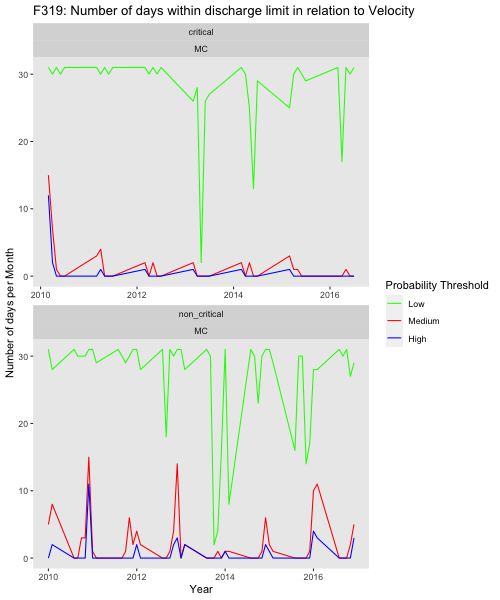 F319: Number of days within discharge limit in relation to Velocity
critical
MC
30
20
10
0
2010 2012 2014 2016
Number of days per Month
non_critical
MC
30
20
10
0
2010 2012 2014 2016
Year
Probability Threshold
Low
Medium
High